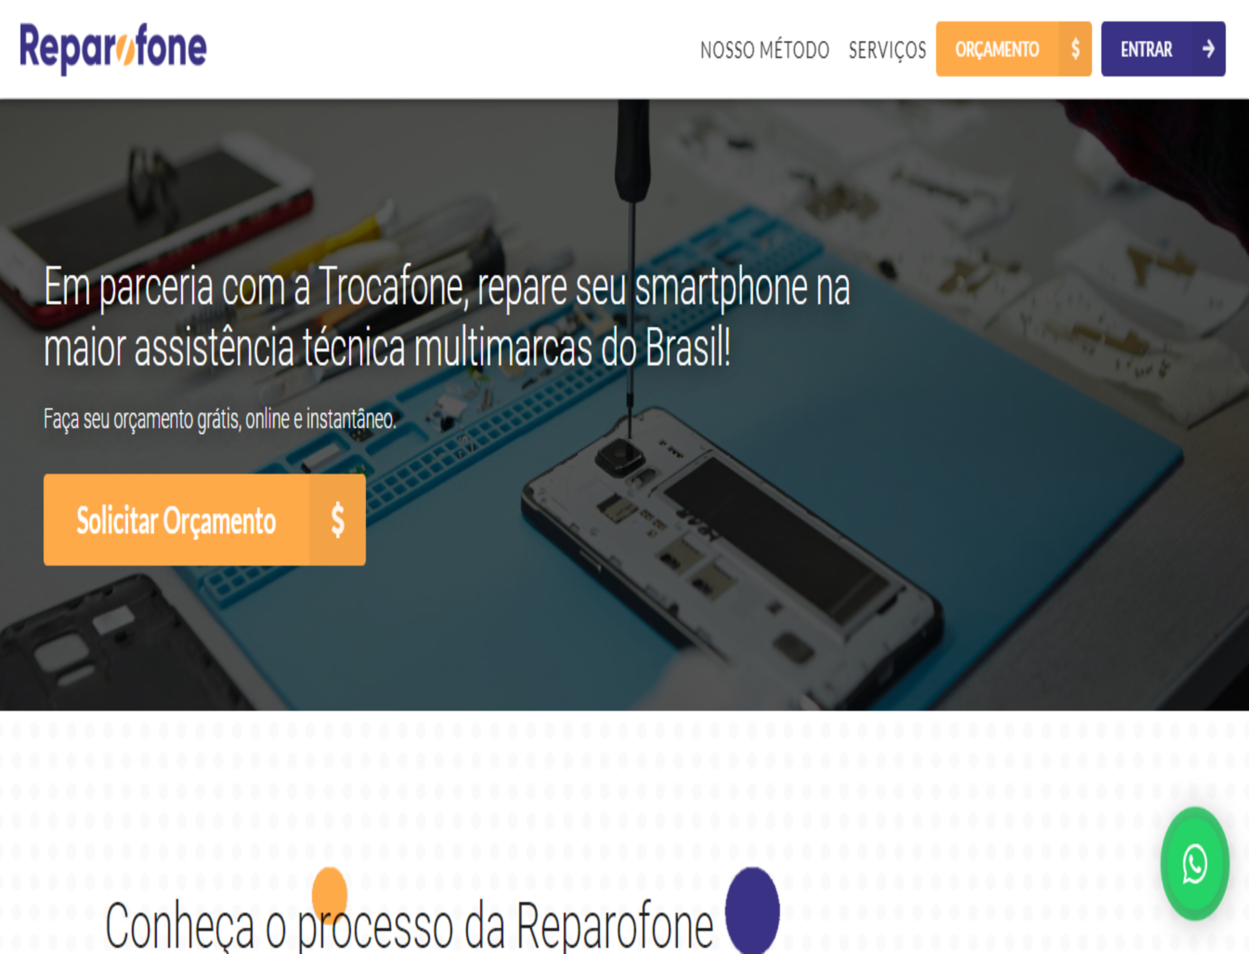 Reparofone
NOSSO MÉTODO
SERVIÇOS
ORÇAMENTO $
ENTRAR
Em parceria com a Trocafone, repare seu smartphone na
maior assistência técnica multimarcas do Brasil!
Faça seu orçamento grátis, online e instantâneo.
Solicitar Orçamento $
Conheça o processo da Reparofone